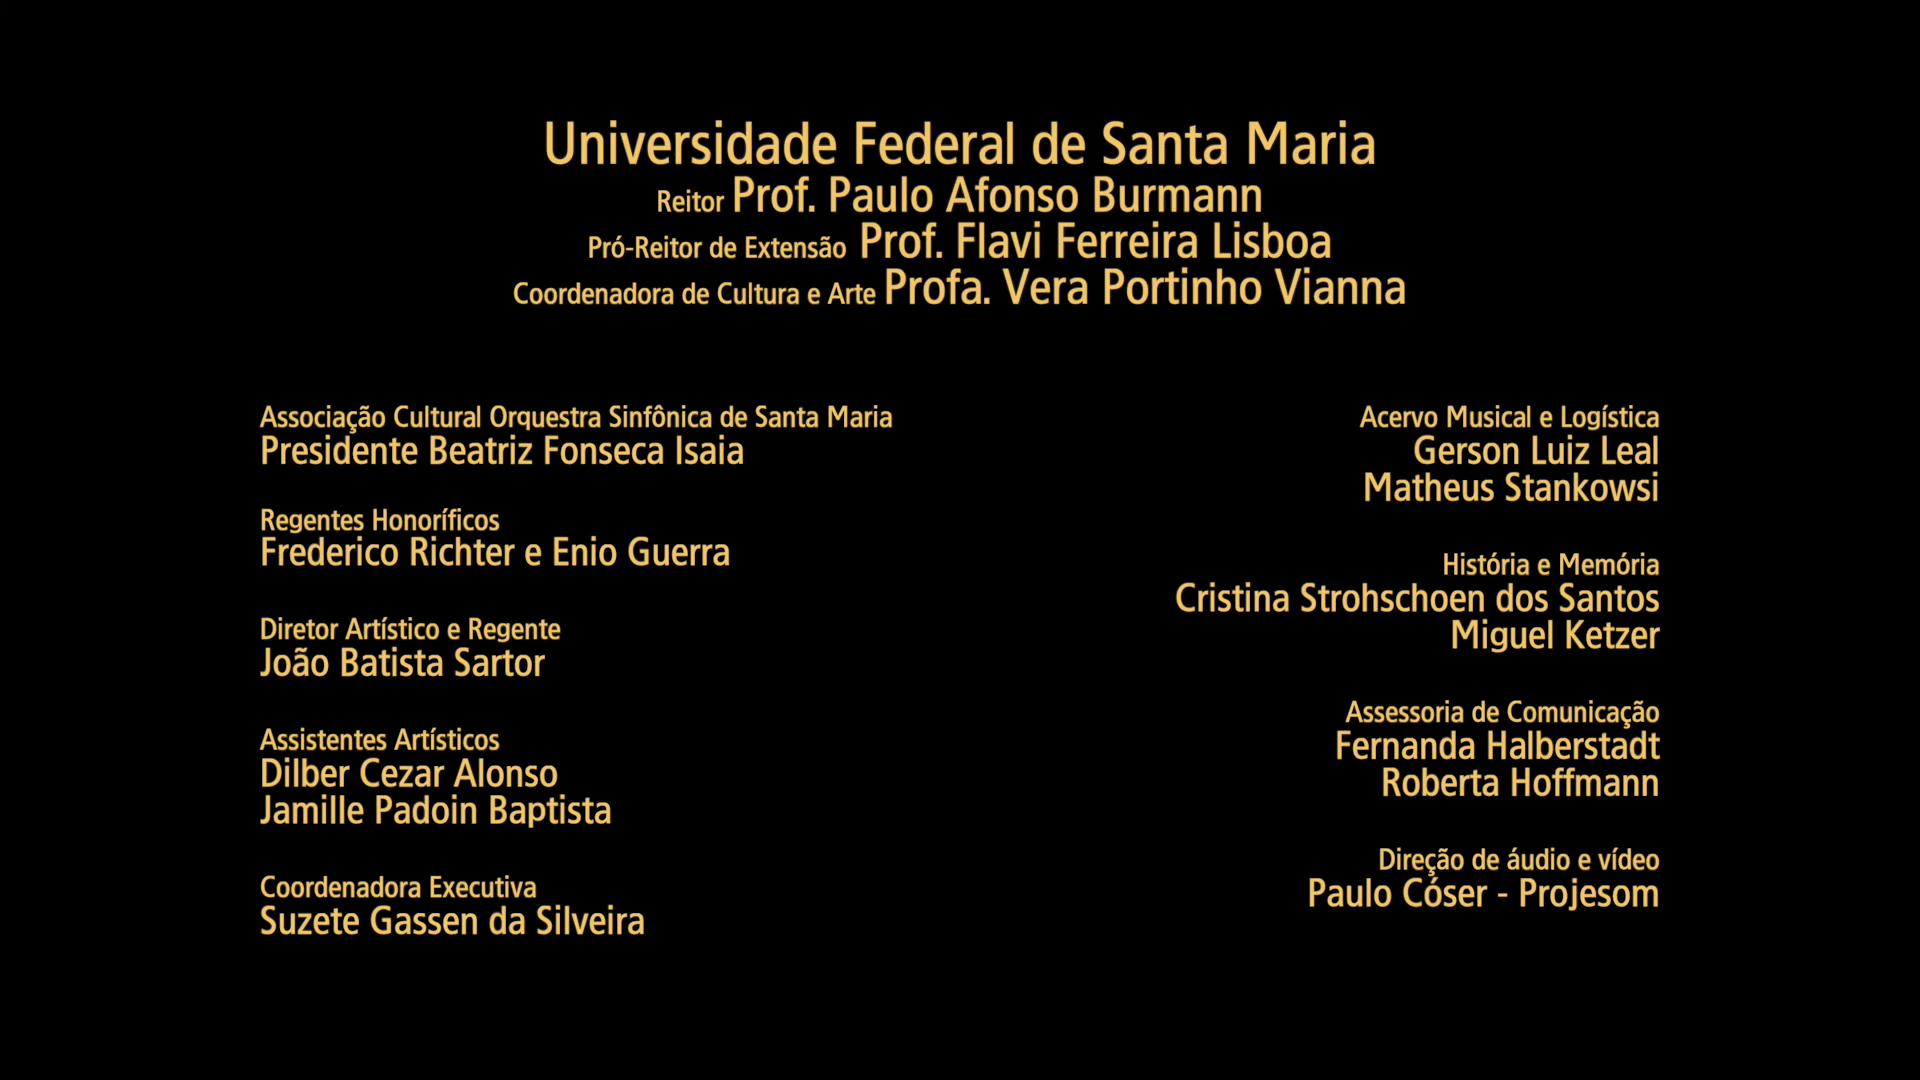 Universidade Federal de Santa Maria
Reitor Prof. Paulo Afonso Burmann
Pró-Reitor de Extensão Prof. Flavi Ferreira Lisboa
Coordenadora de Cultura e Arte Profa. Vera Portinho Vianna
Associação Cultural Orquestra Sinfônica de Santa Maria
Presidente Beatriz Fonseca Isaia
Regentes Honoríficos
Frederico Richter e Enio Guerra
Diretor Artístico e Regente
João Batista Sartor
Assistentes Artísticos
Dilber Cezar Alonso
Jamille Padoin Baptista
Coordenadora Executiva
Suzete Gassen da Silveira
Acervo Musical e Logística
Gerson Luiz Leal
Matheus Stankowsi
História e Memória
Cristina Strohschoen dos Santos
Miguel Ketzer
Assessoria de Comunicação
Fernanda Halberstadt
Roberta Hoffmann
Direção de áudio e vídeo
Paulo Cóser - Projesom